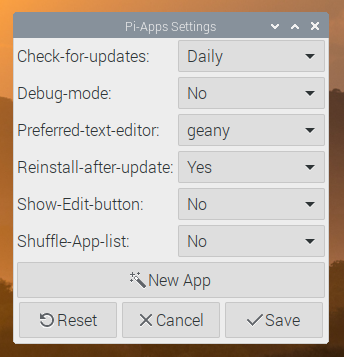 Pi-Apps Settings
Check-for-updates: Daily
Debug-mode: No
Preferred-text-editor: geany
Reinstall-after-update: Yes
Show-Edit-button: No
Shuffle-App-list: No
New App
Reset Cancel Save